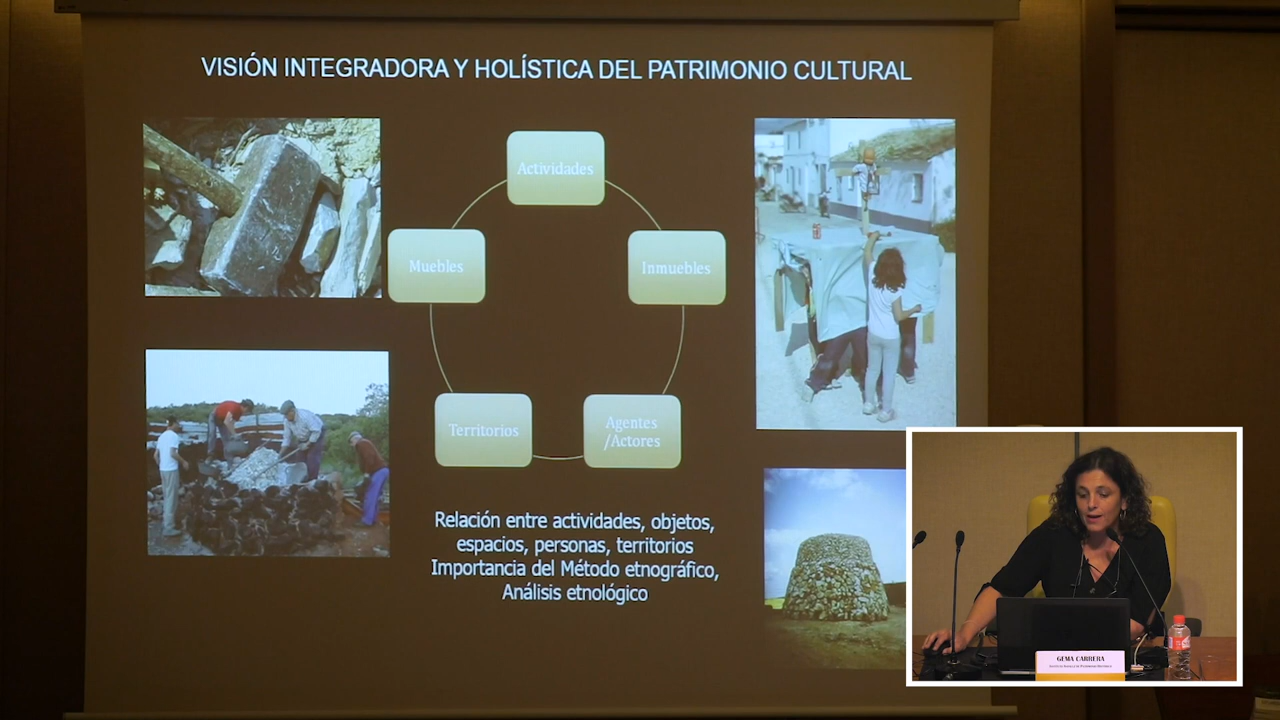 VISIÓN INTEGRADORA Y HOLÍSTICA DEL PATRIMONIO CULTURAL
Actividades
Muebles
Inmuebles
Territorios
Agentes
/Actores
Relación entre actividades, objetos,
espacios, personas, territorios
Importancia del Método etnográfico,
Análisis etnológico
GEMA CARRERA